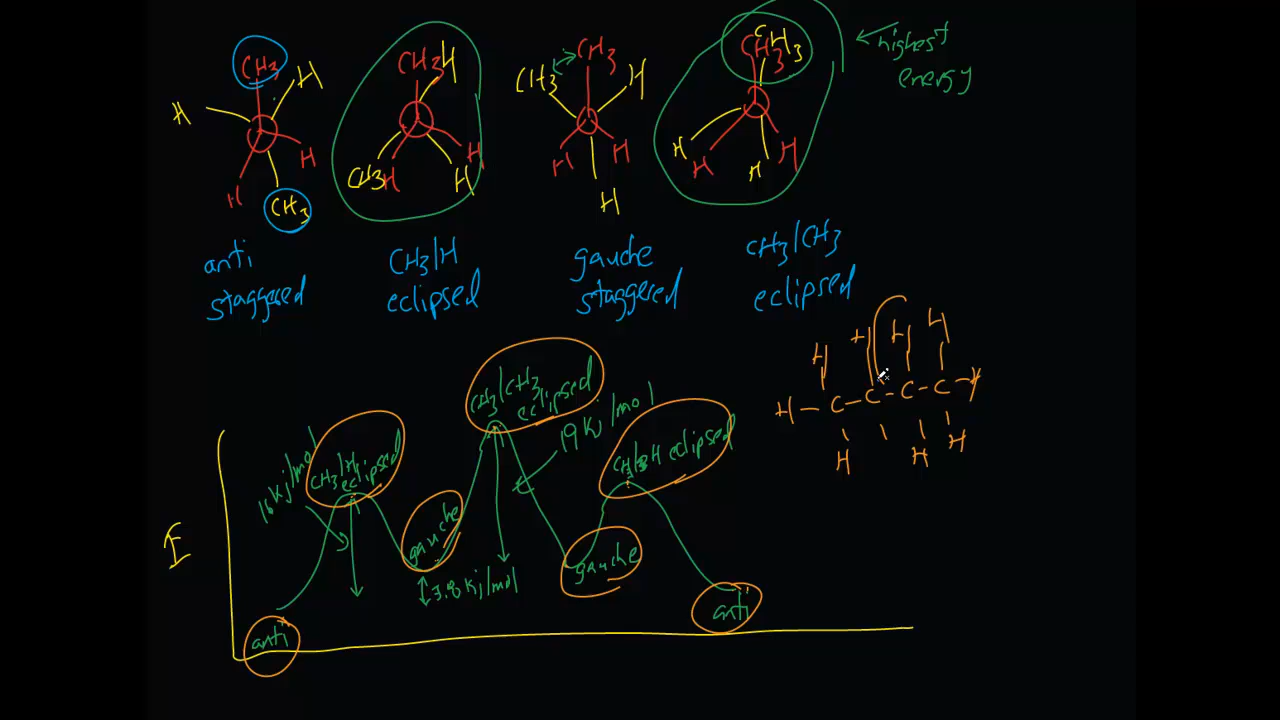 CH3 H
H
H
H
CH3
anti
staggered
CH3 H
CH3 H
H
H
CH3/H
eclipsed
CH3 CH3 H
H H
H
gauche
staggered
CH3
CH3
H H
H H
CH3/CH3
eclipsed
highest
energy
H H H H
H - C - C - C - C - H
H H H
E
16 Kj/mol
CH3/H
eclipsed
CH3/CH3
eclipsed
19 Kj/mol
CH3/H eclipsed
gauche
gauche
3.8 Kj/mol
anti
anti